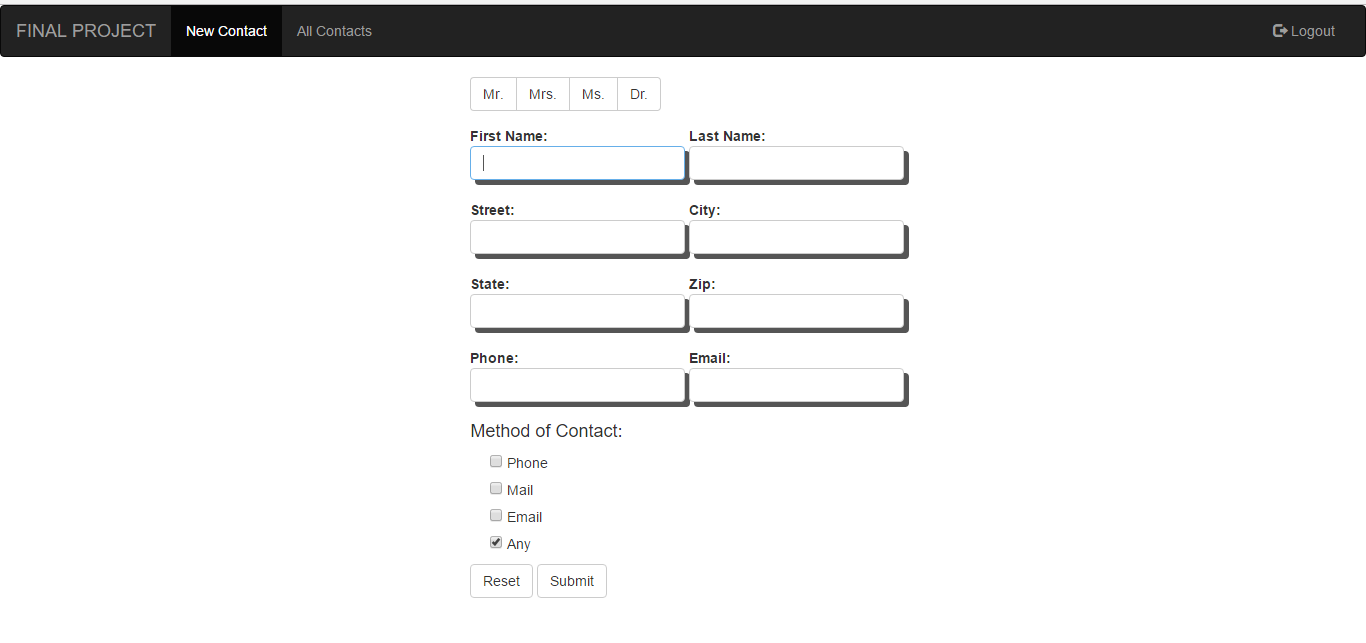 FINAL PROJECT New Contact All Contacts Logout
Mr. Mrs. Ms. Dr.
First Name: Last Name:
Street: City:
State: Zip:
Phone: Email:
Method of Contact:
Phone
Mail
Email
Any
Reset Submit